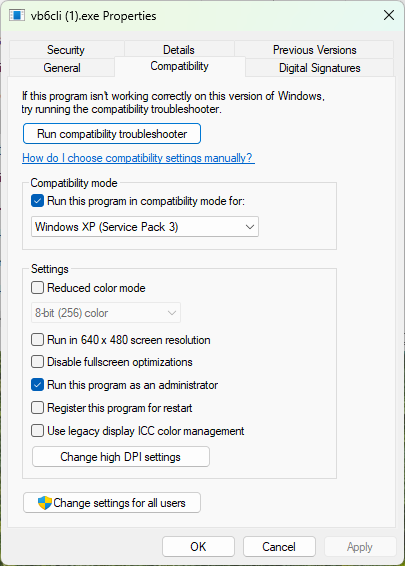 vb6cli (1).exe Properties
Security Details Previous Versions
General Compatibility Digital Signatures
If this program isn't working correctly on this version of Windows,
try running the compatibility troubleshooter.
Run compatibility troubleshooter
How do I choose compatibility settings manually?
Compatibility mode
Run this program in compatibility mode for:
Windows XP (Service Pack 3)
Settings
Reduced color mode
8-bit (256) color
Run in 640 x 480 screen resolution
Disable fullscreen optimizations
Run this program as an administrator
Register this program for restart
Use legacy display ICC color management
Change high DPI settings
Change settings for all users
OK Cancel Apply